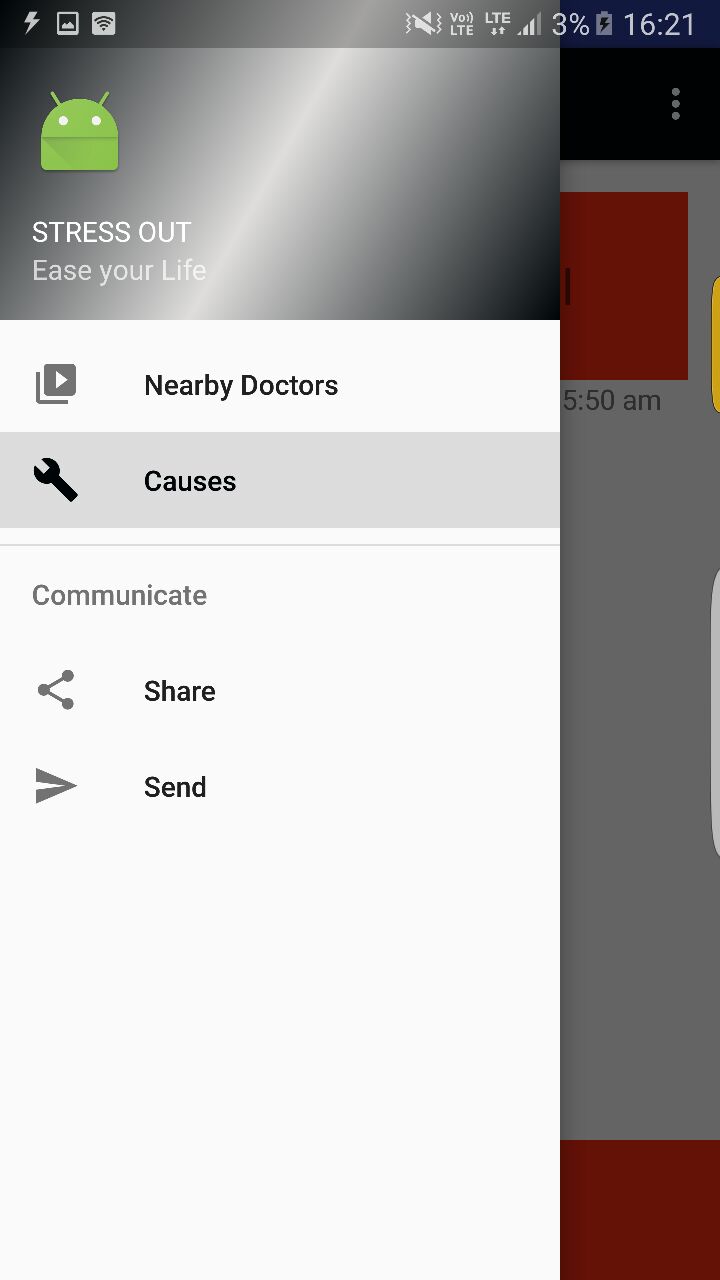 Vo)) LTE LTE 3% 16:21
STRESS OUT
Ease your Life
Nearby Doctors
Causes
5:50 am
Communicate
Share
Send